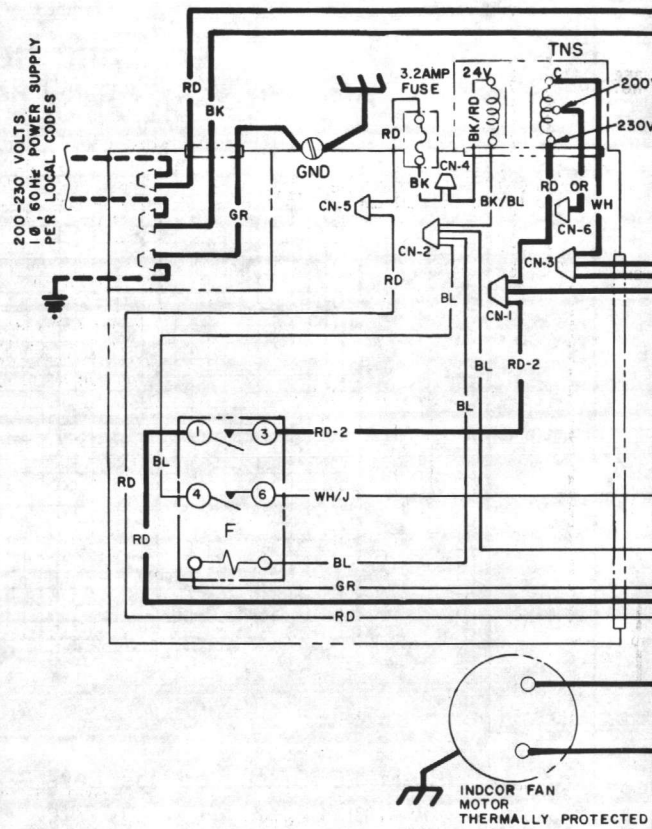 TNS
3.2AMP
FUSE
24V
C
200V
230V
200-230 VOLTS
1Ø 60Hz POWER SUPPLY
PER LOCAL CODES
RD
BK
GR
GND
RD
BK
BK/RD
CN-4
BK/BL
RD
OR
WH
CN-6
CN-5
CN-2
CN-3
CN-1
RD
BL
BL
BL
RD-2
1
3
RD-2
BL
RD
4
6
WH/J
F
RD
BL
GR
RD
INDCOR FAN
MOTOR
THERMALLY PROTECTED